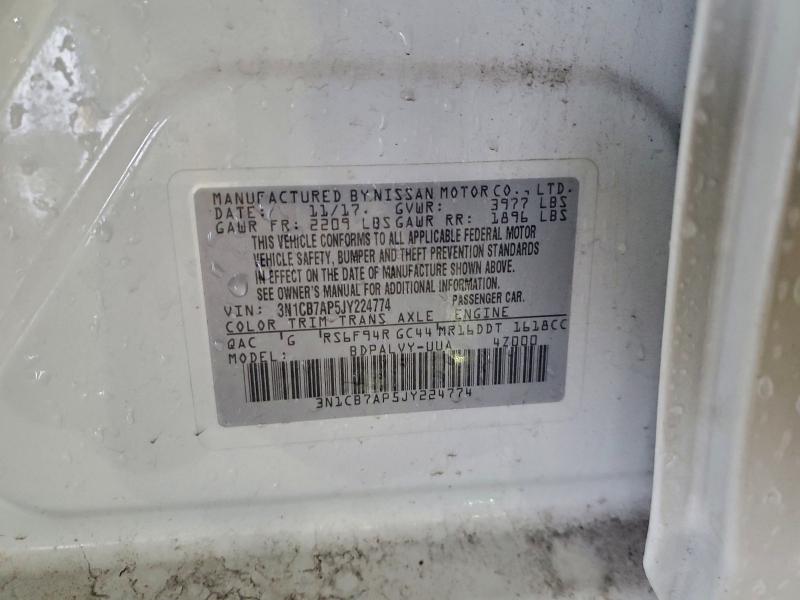 MANUFACTURED BY NISSAN MOTOR CO., LTD.
DATE: 11/17. GVWR: 3977 LBS
GAWR FR: 2209 LBS GAWR RR: 1896 LBS
THIS VEHICLE CONFORMS TO ALL APPLICABLE FEDERAL MOTOR
VEHICLE SAFETY, BUMPER AND THEFT PREVENTION STANDARDS
IN EFFECT ON THE DATE OF MANUFACTURE SHOWN ABOVE.
SEE OWNER'S MANUAL FOR ADDITIONAL INFORMATION.
VIN: 3N1CB7AP5JY224774 PASSENGER CAR.
COLOR TRIM-TRANS AXLE ENGINE
QAC G RS6F94R GC44 MR16DDT 1618CC
MODEL: BDPALVY-UUA 4Z000
3N1CB7AP5JY224774